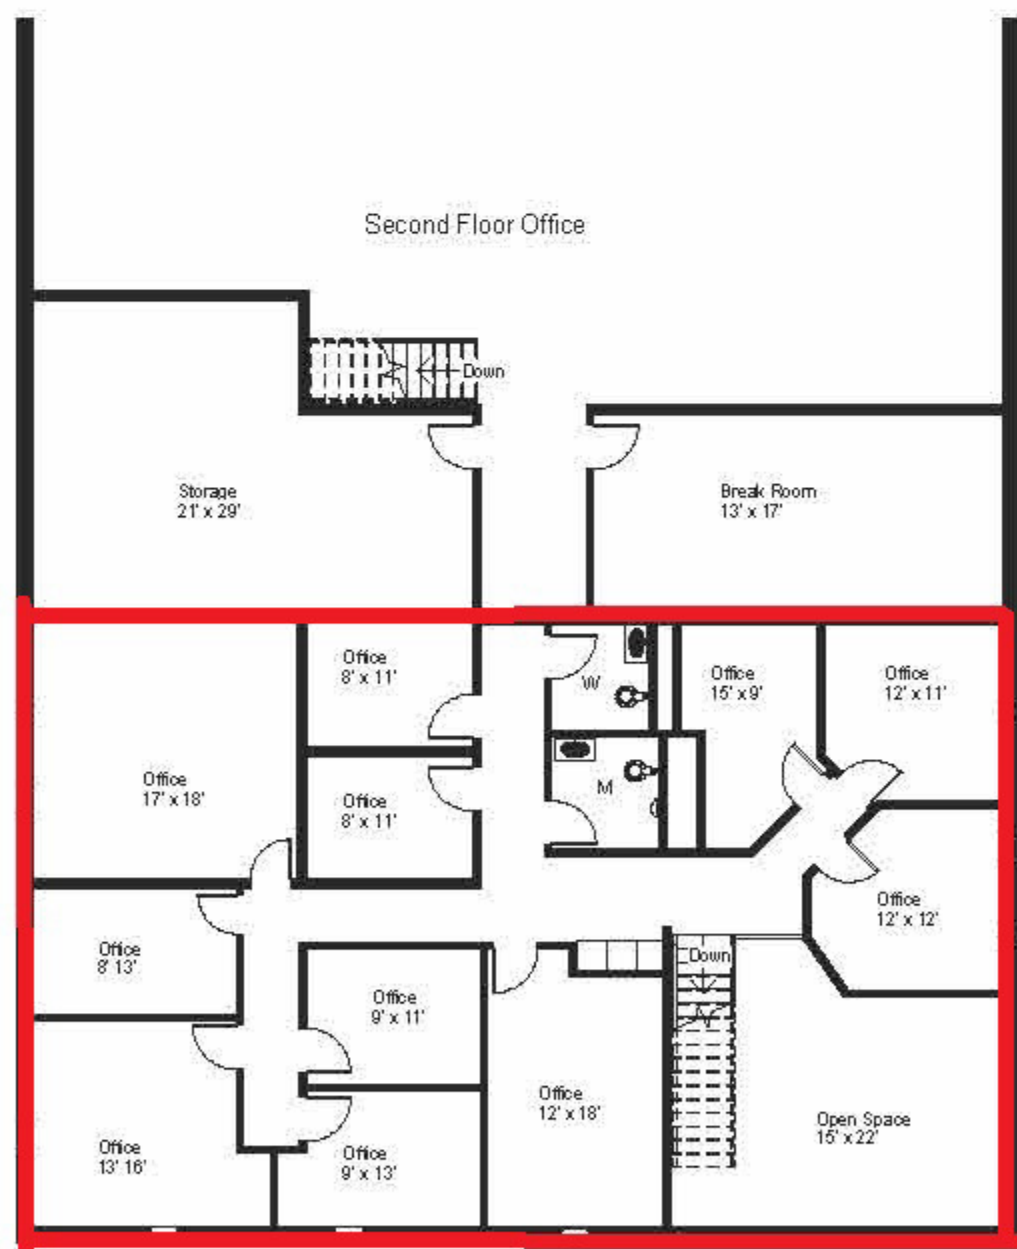 Second Floor Office
Down
Storage
21' x 29'
Break Room
13' x 17'
Office
8' x 11'
W
Office
15' x 9'
Office
12' x 11'
Office
17' x 18'
Office
8' x 11'
M
Office
12' x 12'
Office
8' 13'
Down
Office
9' x 11'
Office
12' x 18'
Open Space
15' x 22'
Office
13' 16'
Office
9' x 13'